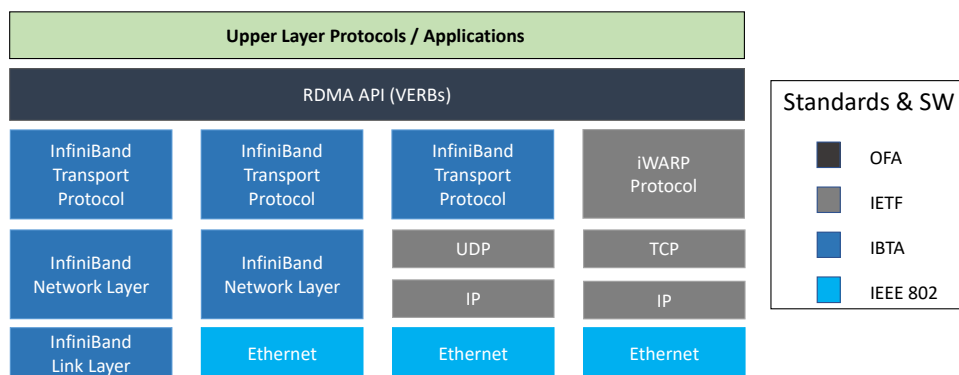 Upper Layer Protocols / Applications
RDMA API (VERBs)
InfiniBand
Transport
Protocol
InfiniBand
Transport
Protocol
InfiniBand
Transport
Protocol
iWARP
Protocol
InfiniBand
Network Layer
InfiniBand
Network Layer
UDP
TCP
IP
IP
InfiniBand
Link Layer
Ethernet
Ethernet
Ethernet
Standards & SW
OFA
IETF
IBTA
IEEE 802